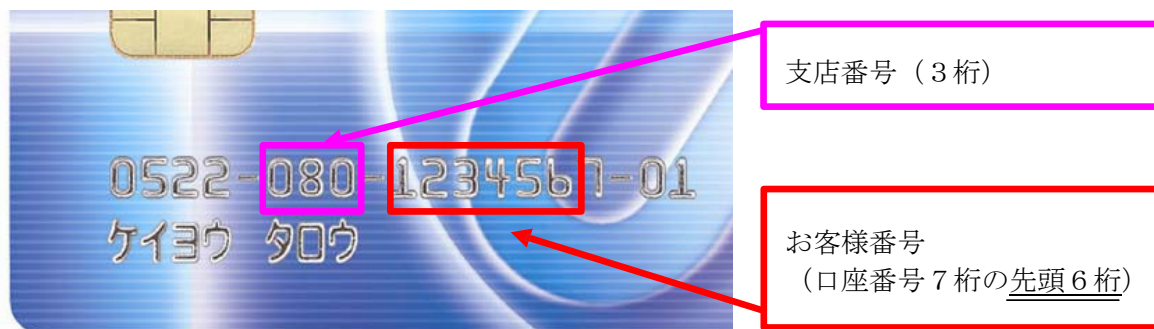 支店番号（３桁）
0522-080-1234567-01
ケイヨウ タロウ
お客様番号
（口座番号７桁の先頭６桁）